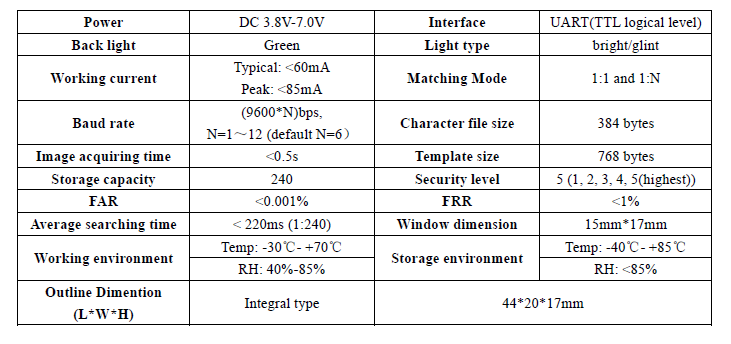 Power DC 3.8V-7.0V Interface UART(TTL logical level)
Back light Green Light type bright/glint
Working current Typical: <60mA Matching Mode 1:1 and 1:N
Peak: <85mA
Baud rate (9600*N)bps, Character file size 384 bytes
N=1～12 (default N=6）
Image acquiring time <0.5s Template size 768 bytes
Storage capacity 240 Security level 5 (1, 2, 3, 4, 5(highest))
FAR <0.001% FRR <1%
Average searching time < 220ms (1:240) Window dimension 15mm*17mm
Working environment Temp: -30℃- +70℃ Storage environment Temp: -40℃- +85℃
RH: 40%-85% RH: <85%
Outline Dimention Integral type 44*20*17mm
(L*W*H)